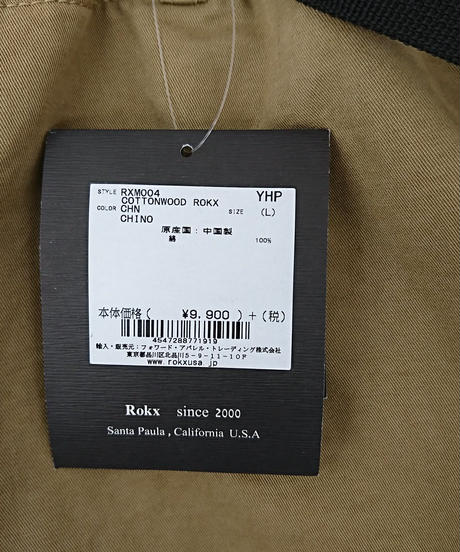 STYLE RXM004 YHP
COTTONWOOD ROKX
COLOR CHN SIZE (L)
CHINO
原産国：中国製
綿 100%
本体価格( ¥9,900 )+(税)
4547288771919
輸入・販売元：フォワード・アパレル・トレーディング株式会社
東京都品川区北品川5-9-11-10F
www.rokxusa.jp
Rokx since 2000
Santa Paula , California U.S.A